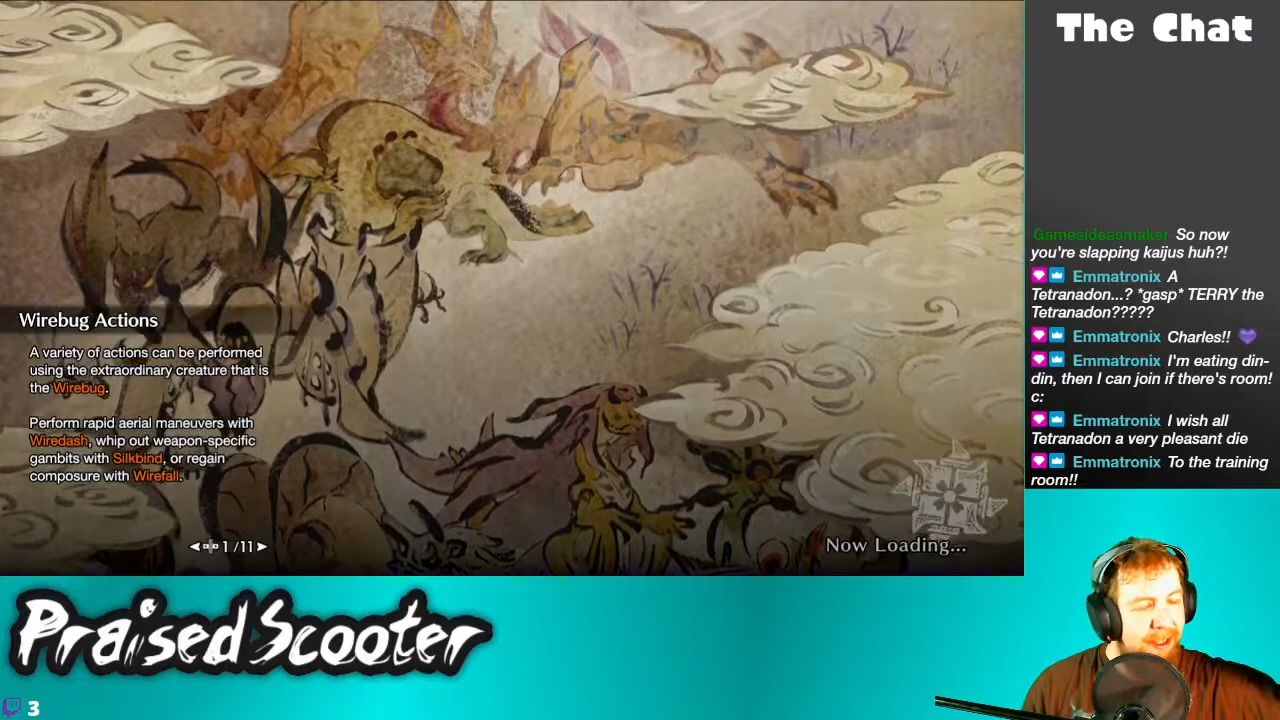 The Chat
Gamesideasmaker So now
you're slapping kaijus huh?!
Emmatronix A
Tetranadon...? *gasp* TERRY the
Tetranadon?????
Emmatronix Charles!!
Emmatronix I'm eating din-
din, then I can join if there's room!
c:
Emmatronix I wish all
Tetranadon a very pleasant die
Emmatronix To the training
room!!
Wirebug Actions
A variety of actions can be performed
using the extraordinary creature that is
the Wirebug.
Perform rapid aerial maneuvers with
Wiredash, whip out weapon-specific
gambits with Silkbind, or regain
composure with Wirefall.
1/11
Now Loading...
Praised Scooter
3